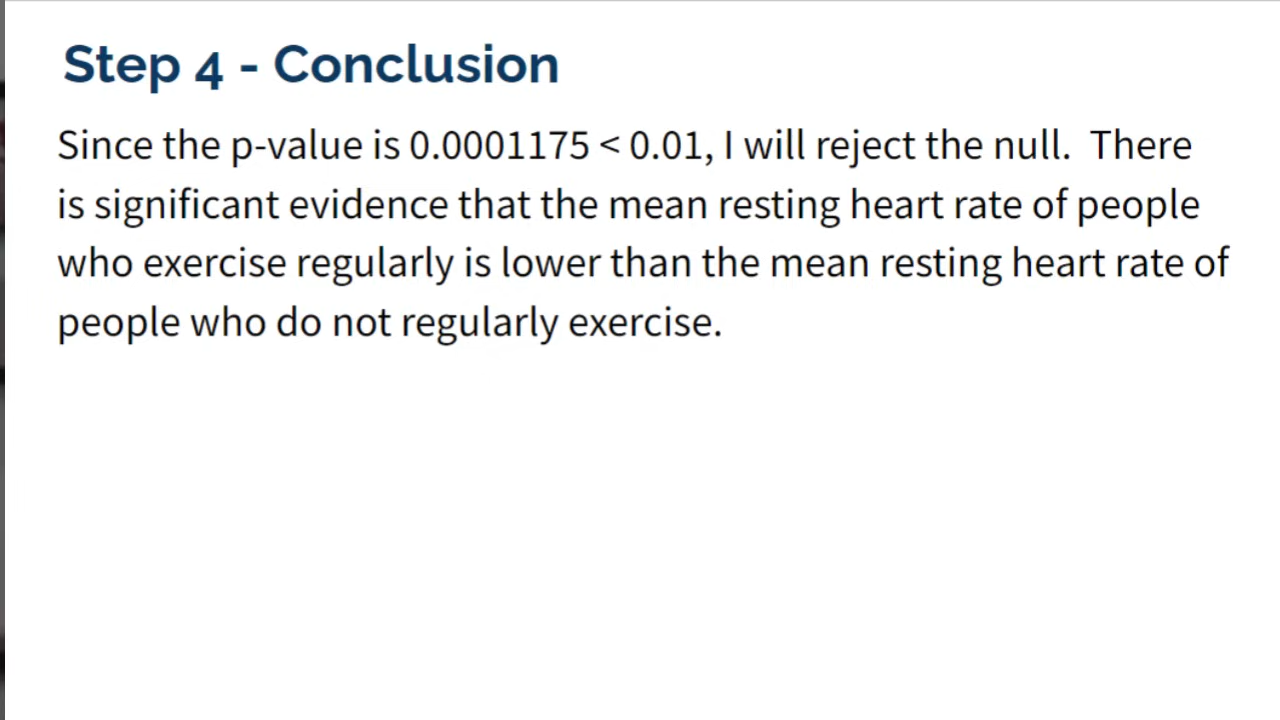 Step 4 - Conclusion
Since the p-value is 0.0001175 < 0.01, I will reject the null.  There
is significant evidence that the mean resting heart rate of people
who exercise regularly is lower than the mean resting heart rate of
people who do not regularly exercise.